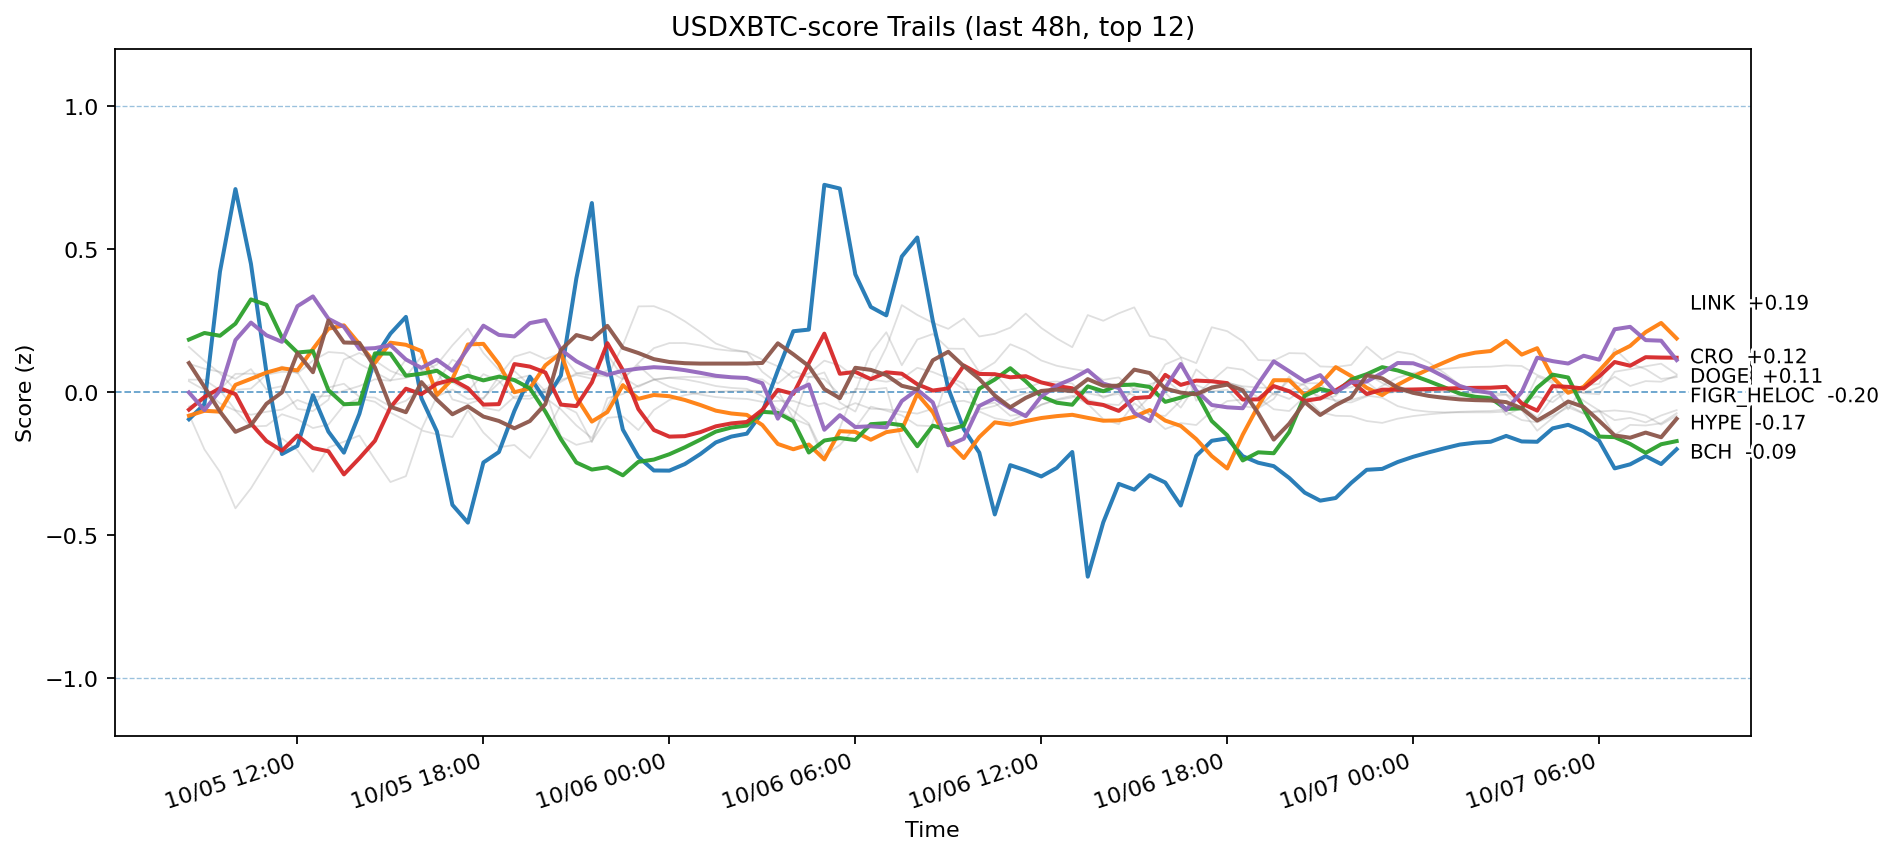 USDXBTC-score Trails (last 48h, top 12)
Score (z)
1.0
0.5
0.0
−0.5
−1.0
LINK +0.19
CRO +0.12
DOGE +0.11
FIGR_HELOC -0.20
HYPE -0.17
BCH -0.09
10/05 12:00
10/05 18:00
10/06 00:00
10/06 06:00
10/06 12:00
10/06 18:00
10/07 00:00
10/07 06:00
Time